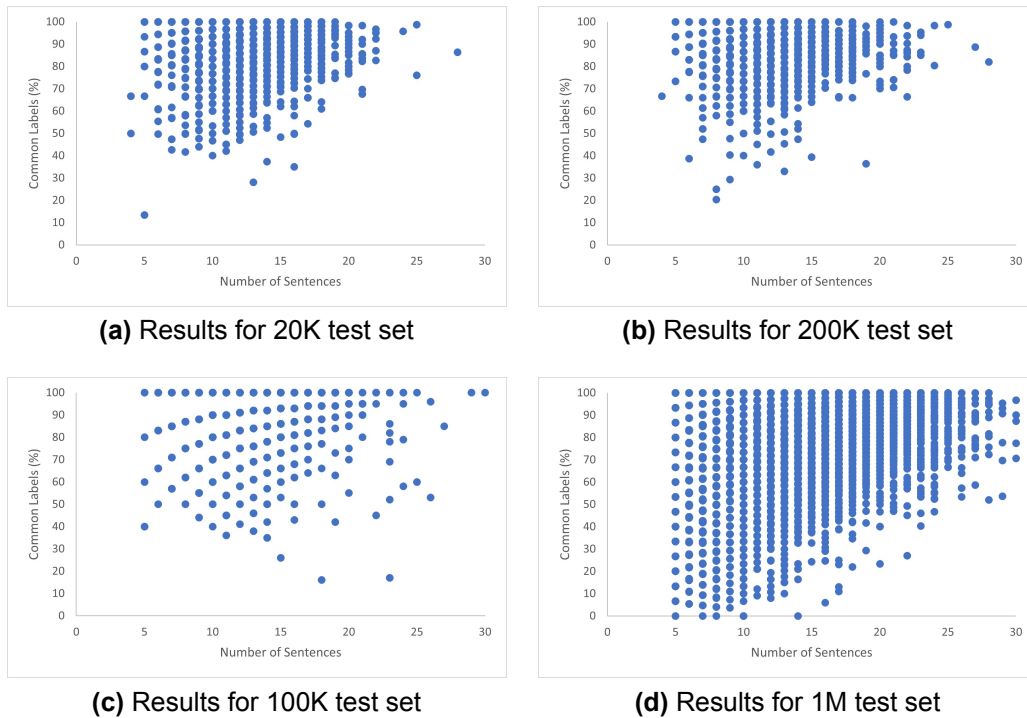 100
90
80
70
60
50
40
30
20
10
0
Common Labels (%)
0 5 10 15 20 25 30
Number of Sentences
(a) Results for 20K test set
100
90
80
70
60
50
40
30
20
10
0
Common Labels (%)
0 5 10 15 20 25 30
Number of Sentences
(b) Results for 200K test set
100
90
80
70
60
50
40
30
20
10
0
Common Labels (%)
0 5 10 15 20 25 30
Number of Sentences
(c) Results for 100K test set
100
90
80
70
60
50
40
30
20
10
0
Common Labels (%)
0 5 10 15 20 25 30
Number of Sentences
(d) Results for 1M test set